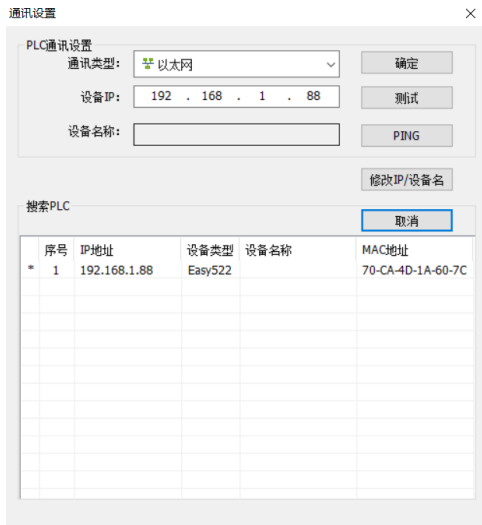 通讯设置
PLC通讯设置
通讯类型： 以太网 确定
设备IP： 192 . 168 . 1 . 88 测试
设备名称： PING
修改IP/设备名
搜索PLC
取消
序号 IP地址 设备类型 设备名称 MAC地址
* 1 192.168.1.88 Easy522 70-CA-4D-1A-60-7C